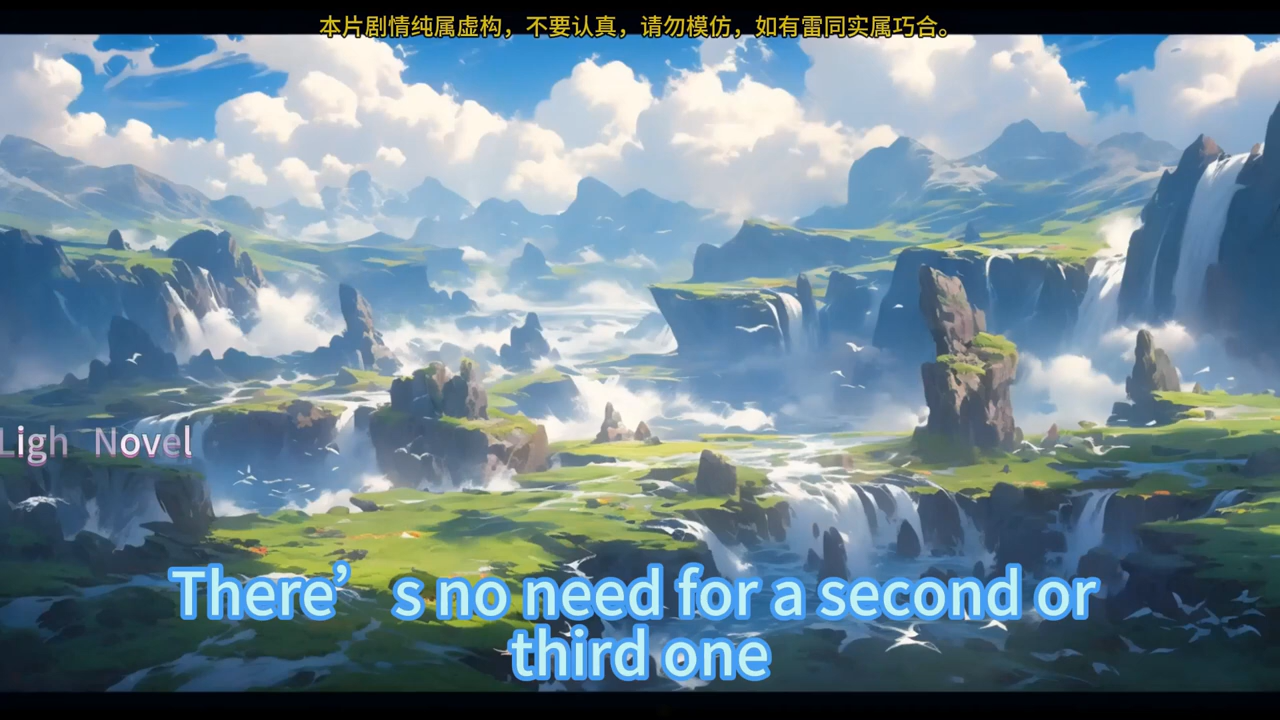 本片剧情纯属虚构，不要认真，请勿模仿，如有雷同实属巧合。
Ligh Novel
There’s no need for a second or
third one